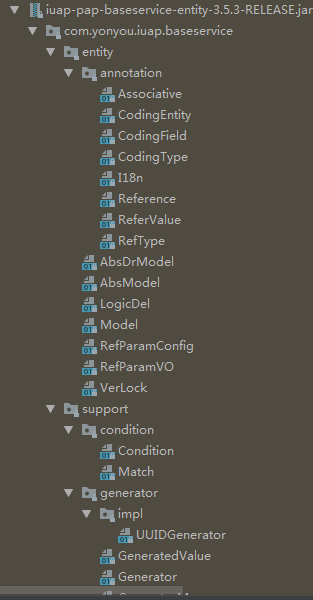 iuap-pap-baseservice-entity-3.5.3-RELEASE.jar
com.yonyou.iuap.baseservice
entity
annotation
Associative
CodingEntity
CodingField
CodingType
I18n
Reference
ReferValue
RefType
AbsDrModel
AbsModel
LogicDel
Model
RefParamConfig
RefParamVO
VerLock
support
condition
Condition
Match
generator
impl
UUIDGenerator
GeneratedValue
Generator